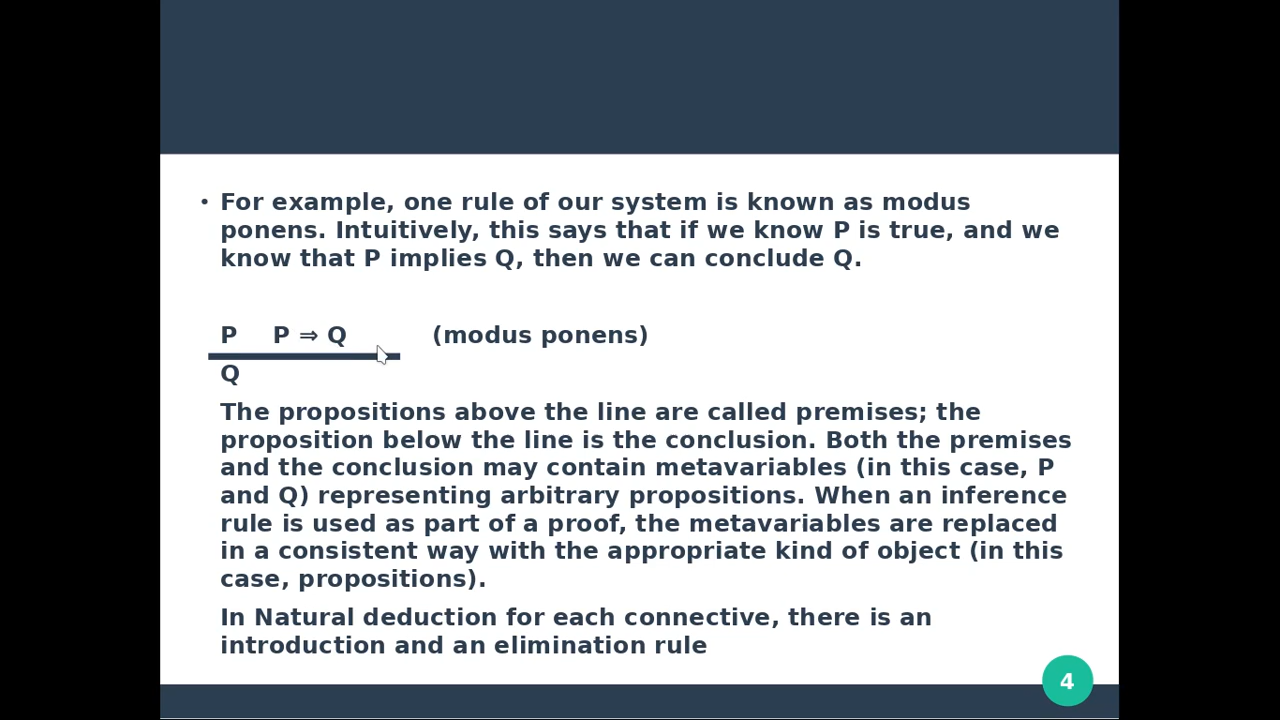 • For example, one rule of our system is known as modus
ponens. Intuitively, this says that if we know P is true, and we
know that P implies Q, then we can conclude Q.
P P ⇒ Q (modus ponens)
Q
The propositions above the line are called premises; the
proposition below the line is the conclusion. Both the premises
and the conclusion may contain metavariables (in this case, P
and Q) representing arbitrary propositions. When an inference
rule is used as part of a proof, the metavariables are replaced
in a consistent way with the appropriate kind of object (in this
case, propositions).
In Natural deduction for each connective, there is an
introduction and an elimination rule
4